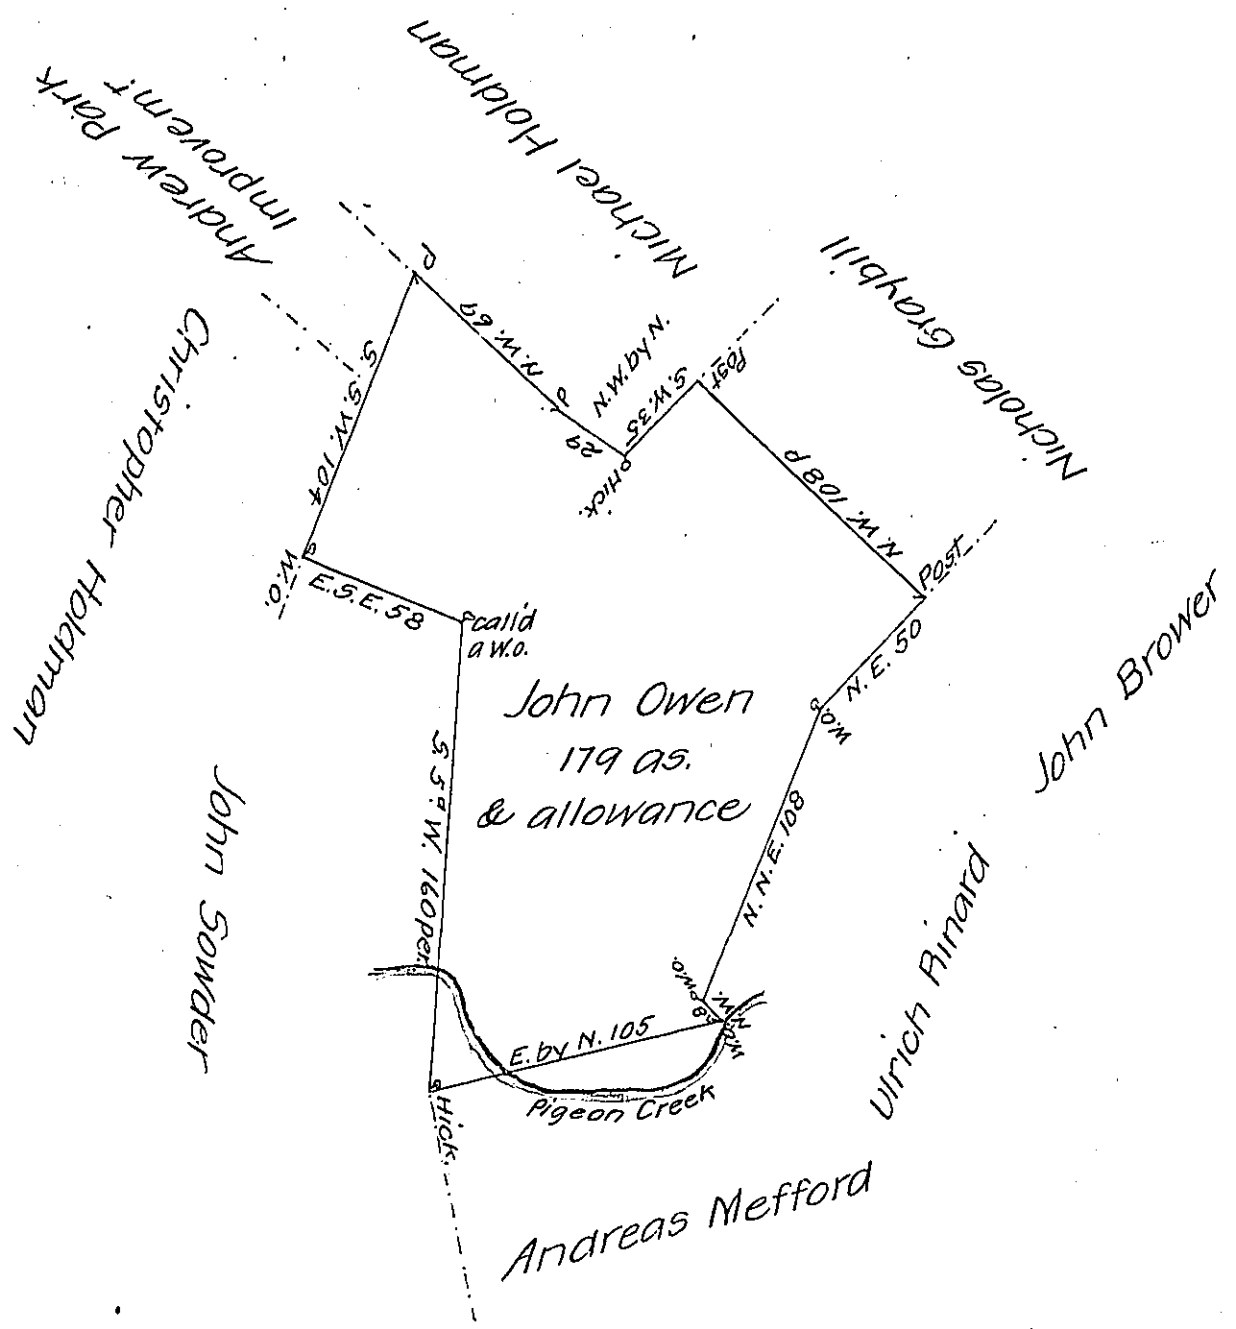 Michael Holdman
Andrew Park
Improvemt
Nicholas Graybill
Christopher Holdman
P
N.W. 69
P
29
N.W. by N.
Hick.
S.W. 35
Post.
N.W. 108 P
Post
N.E. 50
W.O.
N.N.E. 108
W.O.
N.W.
8
W.O.
S.S.W. 104
W.O.
E.S.E. 58
call'd
a W.O.
John Owen
179 as.
& allowance
S. 5° W. 160 per.
E. by N. 105
Pigeon Creek
Hick.
John Sowder
John Brower
Ulrich Rinard
Andreas Mefford